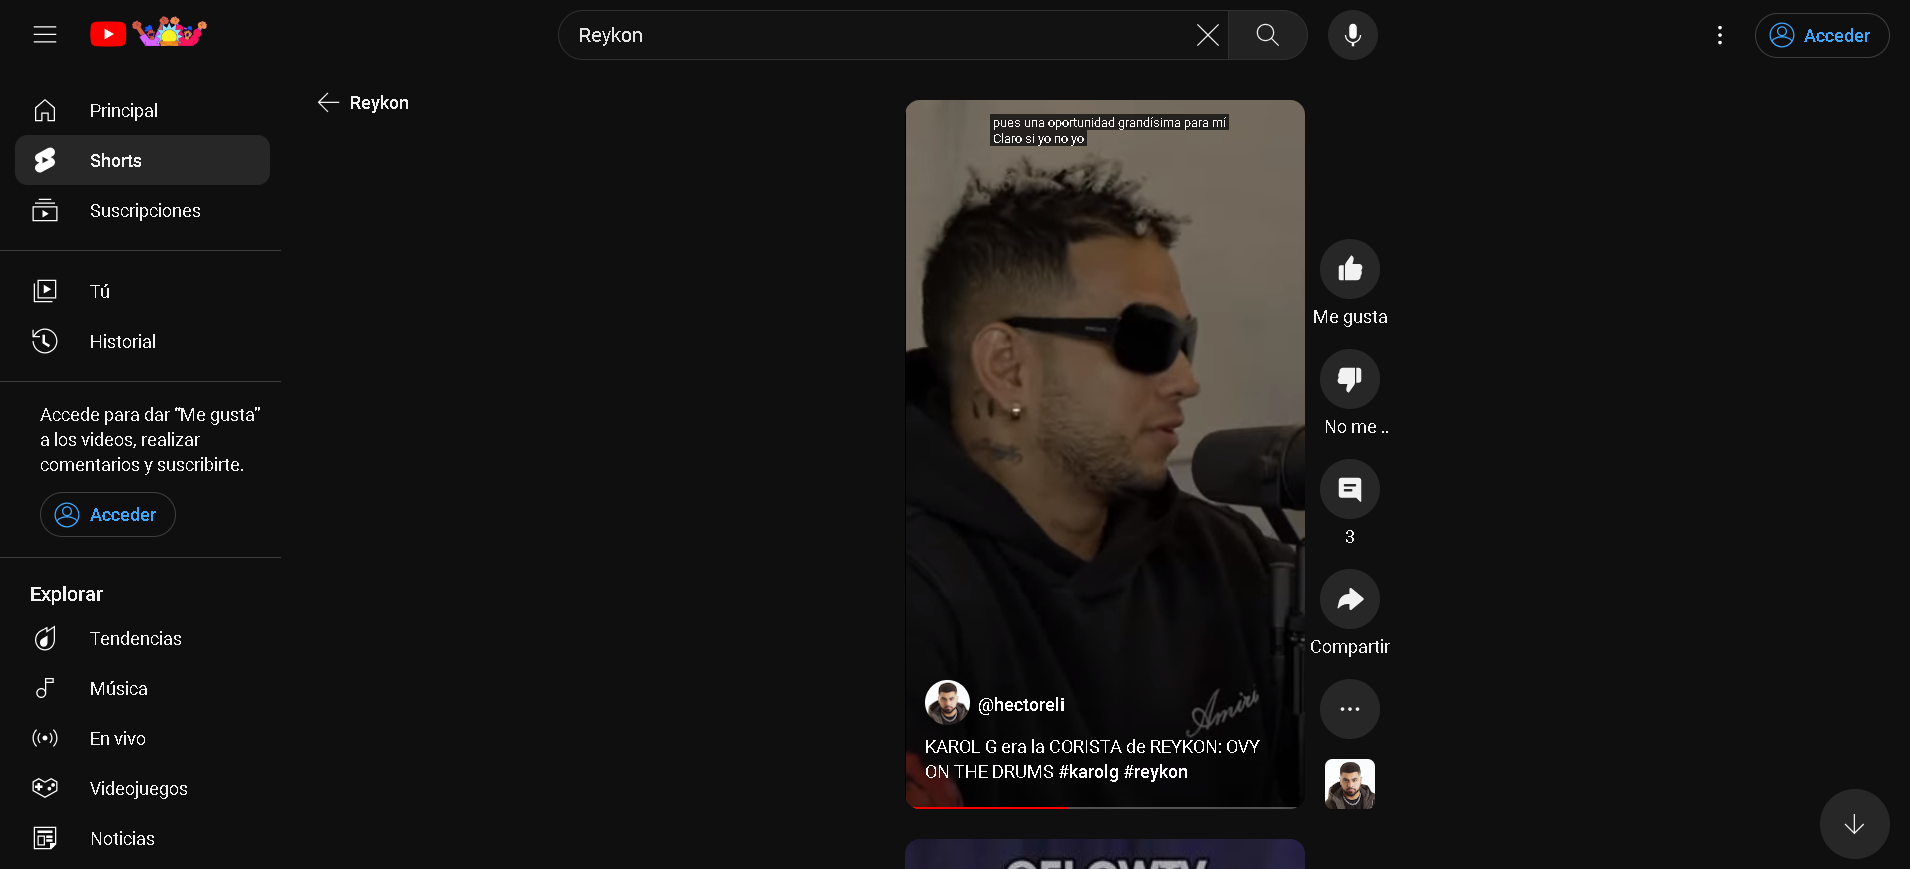 Reykon
Acceder
Principal
Shorts
Suscripciones
Tú
Historial
Accede para dar “Me gusta”
a los videos, realizar
comentarios y suscribirte.
Acceder
Explorar
Tendencias
Música
En vivo
Videojuegos
Noticias
Reykon
pues una oportunidad grandísima para mí
Claro si yo no yo
Amiri
@hectoreli
KAROL G era la CORISTA de REYKON: OVY
ON THE DRUMS #karolg #reykon
Me gusta
No me ..
3
Compartir